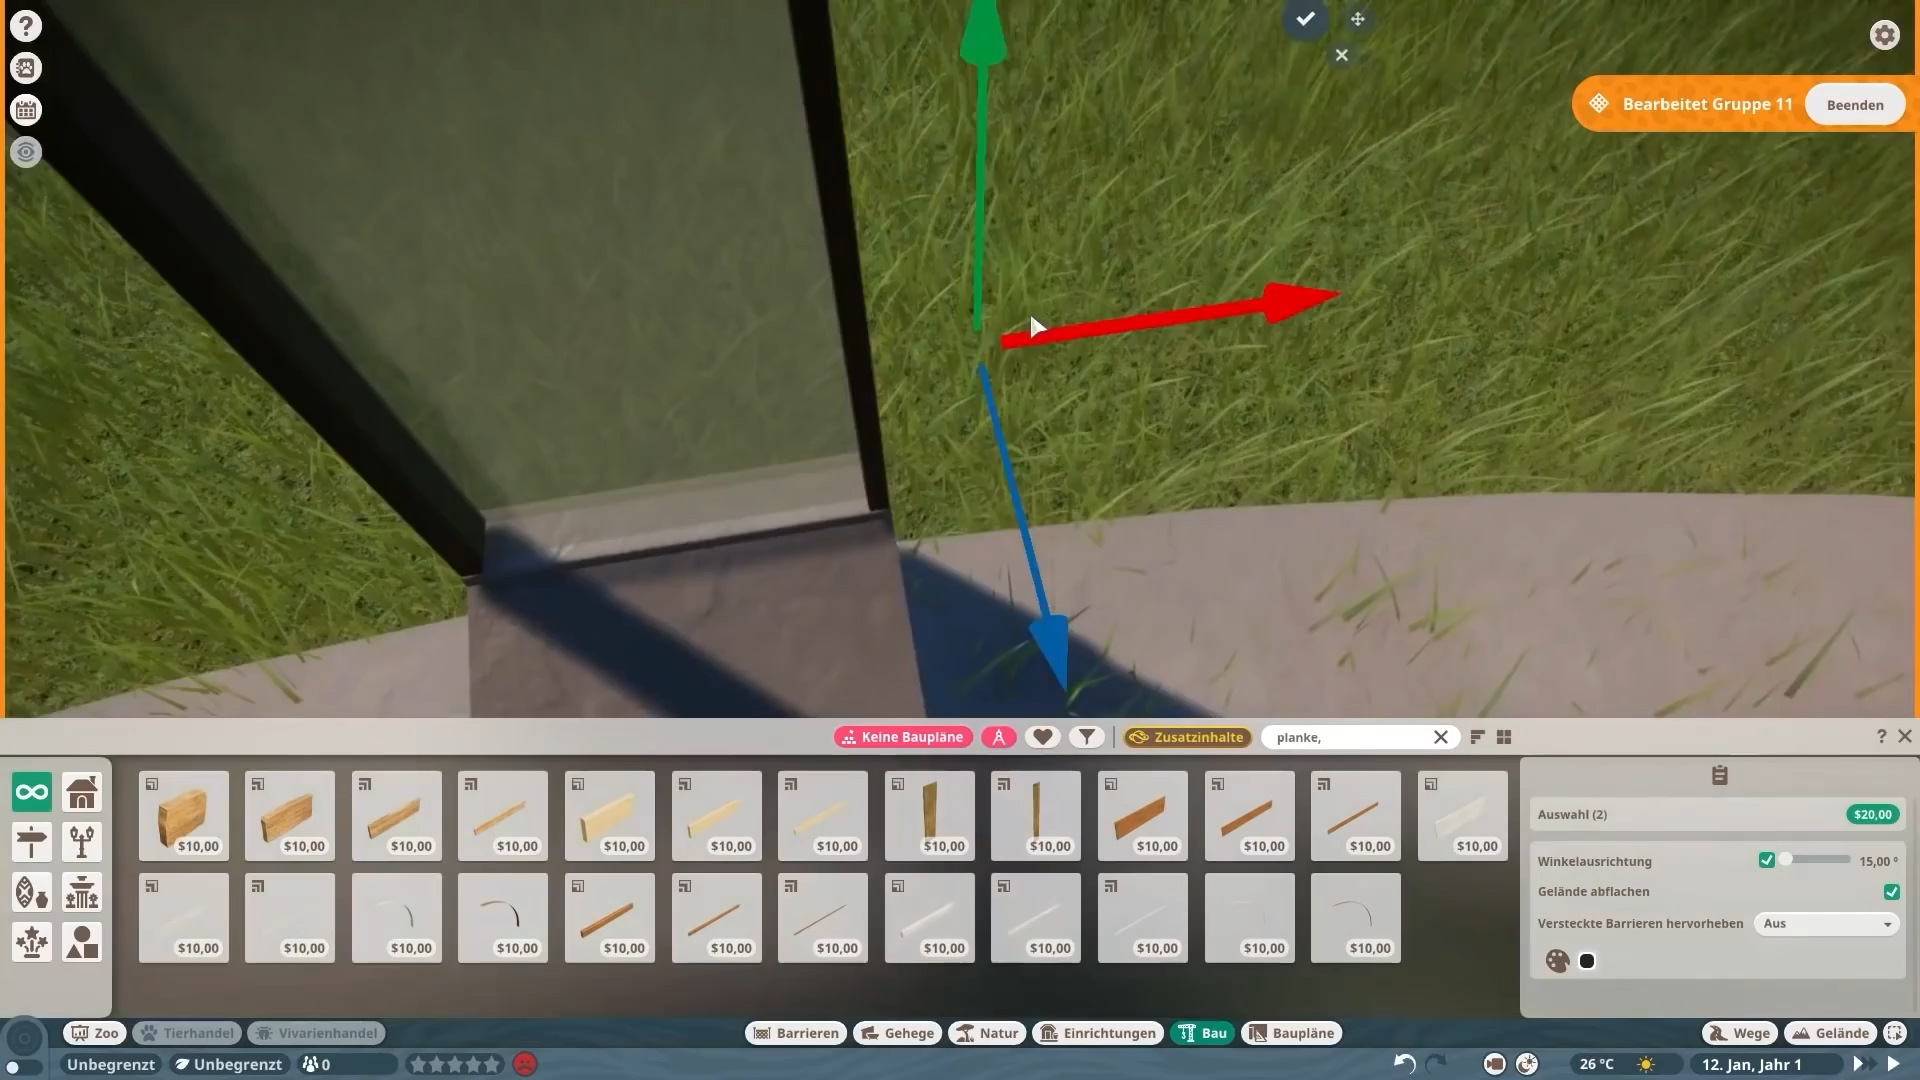 Bearbeitet Gruppe 11
Beenden
Keine Baupläne
Zusatzinhalte
planke,
?
$10,00 $10,00 $10,00 $10,00 $10,00 $10,00 $10,00 $10,00 $10,00 $10,00 $10,00 $10,00 $10,00
$10,00 $10,00 $10,00 $10,00 $10,00 $10,00 $10,00 $10,00 $10,00 $10,00 $10,00 $10,00
Auswahl (2)
$20,00
Winkelausrichtung
15,00 °
Gelände abflachen
Versteckte Barrieren hervorheben
Aus
Zoo
Tierhandel
Vivarienhandel
Barrieren
Gehege
Natur
Einrichtungen
Bau
Baupläne
Wege
Gelände
Unbegrenzt
Unbegrenzt
0
26 °C
12. Jan, Jahr 1